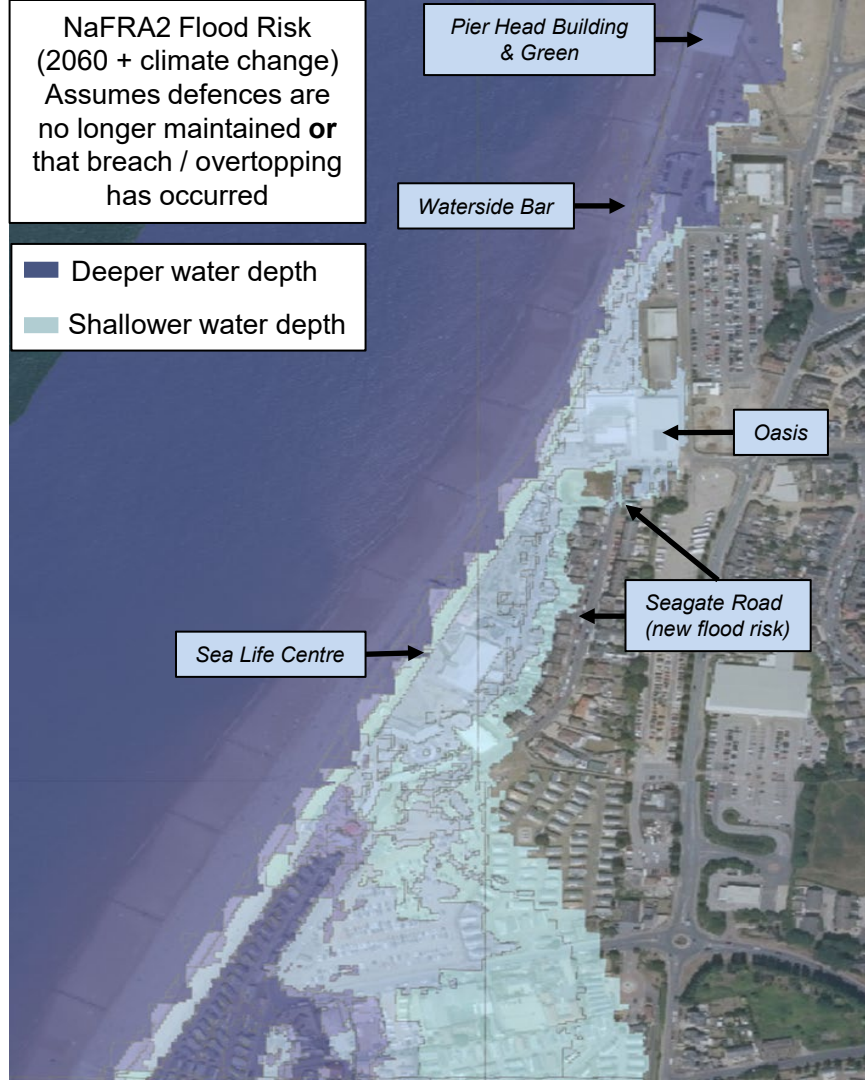 NaFRA2 Flood Risk
(2060 + climate change)
Assumes defences are
no longer maintained or
that breach / overtopping
has occurred
Deeper water depth
Shallower water depth
Pier Head Building
& Green
Waterside Bar
Oasis
Seagate Road
(new flood risk)
Sea Life Centre